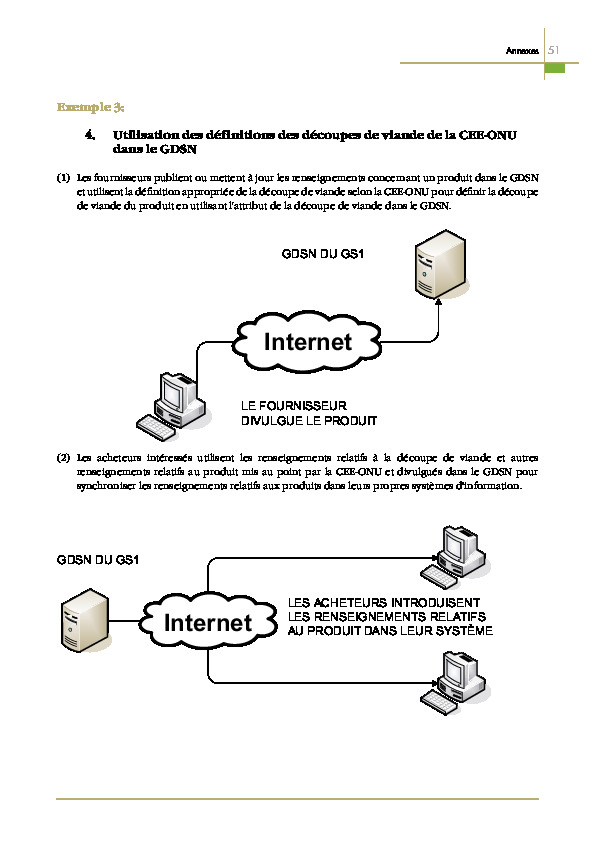 Annexes 51
Exemple 3:
4. Utilisation des définitions des découpes de viande de la CEE-ONU
dans le GDSN
(1) Les fournisseurs publient ou mettent à jour les renseignements concernant un produit dans le GDSN
et utilisent la définition appropriée de la découpe de viande selon la CEE-ONU pour définir la découpe
de viande du produit en utilisant l'attribut de la découpe de viande dans le GDSN.
GDSN DU GS1
Internet
LE FOURNISSEUR
DIVULGUE LE PRODUIT
(2) Les acheteurs intéressés utilisent les renseignements relatifs à la découpe de viande et autres
renseignements relatifs au produit mis au point par la CEE-ONU et divulgués dans le GDSN pour
synchroniser les renseignements relatifs aux produits dans leurs propres systèmes d'information.
GDSN DU GS1
Internet
LES ACHETEURS INTRODUISENT
LES RENSEIGNEMENTS RELATIFS
AU PRODUIT DANS LEUR SYSTÈME